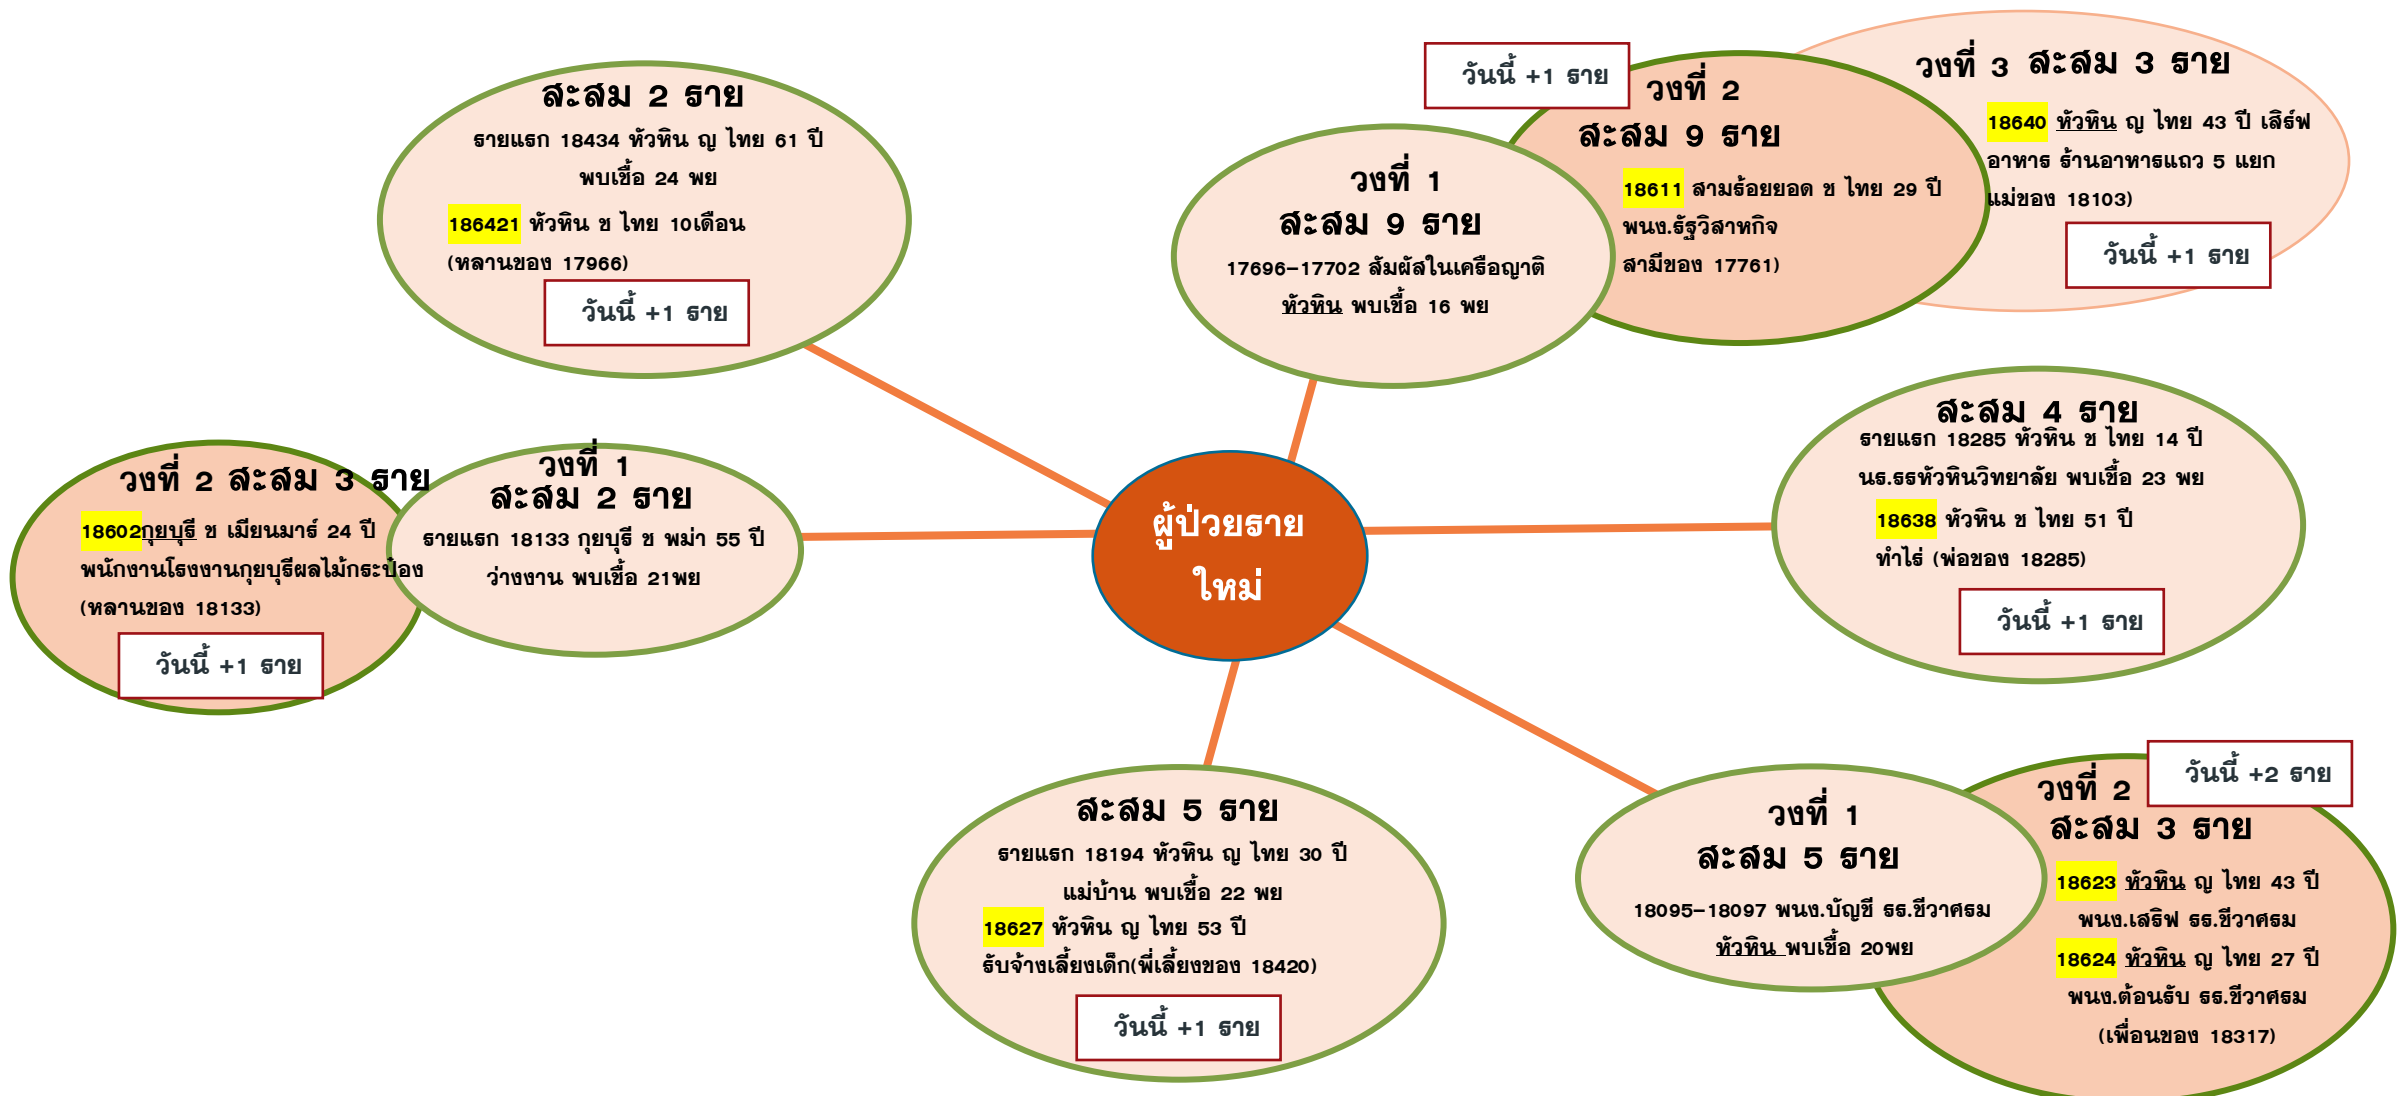 สะสม 2 ราย
รายแรก 18434 หัวหิน ญ ไทย 61 ปี
พบเชื้อ 24 พย
186421 หัวหิน ช ไทย 10เดือน
(หลานของ 17966)
วันนี้ +1 ราย
วันนี้ +1 ราย
วงที่ 1
สะสม 9 ราย
17696–17702 สัมผัสในเครือญาติ
หัวหิน พบเชื้อ 16 พย
วงที่ 2
สะสม 9 ราย
18611 สามร้อยยอด ช ไทย 29 ปี
พนง.รัฐวิสาหกิจ
สามีของ 17761)
วงที่ 3 สะสม 3 ราย
18640 หัวหิน ญ ไทย 43 ปี เสิร์ฟ
อาหาร ร้านอาหารแถว 5 แยก
แม่ของ 18103)
วันนี้ +1 ราย
วงที่ 2 สะสม 3 ราย
18602กุยบุรี ช เมียนมาร์ 24 ปี
พนักงานโรงงานกุยบุรีผลไม้กระป๋อง
(หลานของ 18133)
วันนี้ +1 ราย
วงที่ 1
สะสม 2 ราย
รายแรก 18133 กุยบุรี ช พม่า 55 ปี
ว่างงาน พบเชื้อ 21พย
ผู้ป่วยราย
ใหม่
สะสม 4 ราย
รายแรก 18285 หัวหิน ช ไทย 14 ปี
นร.รรหัวหินวิทยาลัย พบเชื้อ 23 พย
18638 หัวหิน ช ไทย 51 ปี
ทำไร่ (พ่อของ 18285)
วันนี้ +1 ราย
สะสม 5 ราย
รายแรก 18194 หัวหิน ญ ไทย 30 ปี
แม่บ้าน พบเชื้อ 22 พย
18627 หัวหิน ญ ไทย 53 ปี
รับจ้างเลี้ยงเด็ก(พี่เลี้ยงของ 18420)
วันนี้ +1 ราย
วงที่ 1
สะสม 5 ราย
18095–18097 พนง.บัญชี รร.ชีวาศรม
หัวหิน พบเชื้อ 20พย
วันนี้ +2 ราย
วงที่ 2
สะสม 3 ราย
18623 หัวหิน ญ ไทย 43 ปี
พนง.เสริฟ รร.ชีวาศรม
18624 หัวหิน ญ ไทย 27 ปี
พนง.ต้อนรับ รร.ชีวาศรม
(เพื่อนของ 18317)